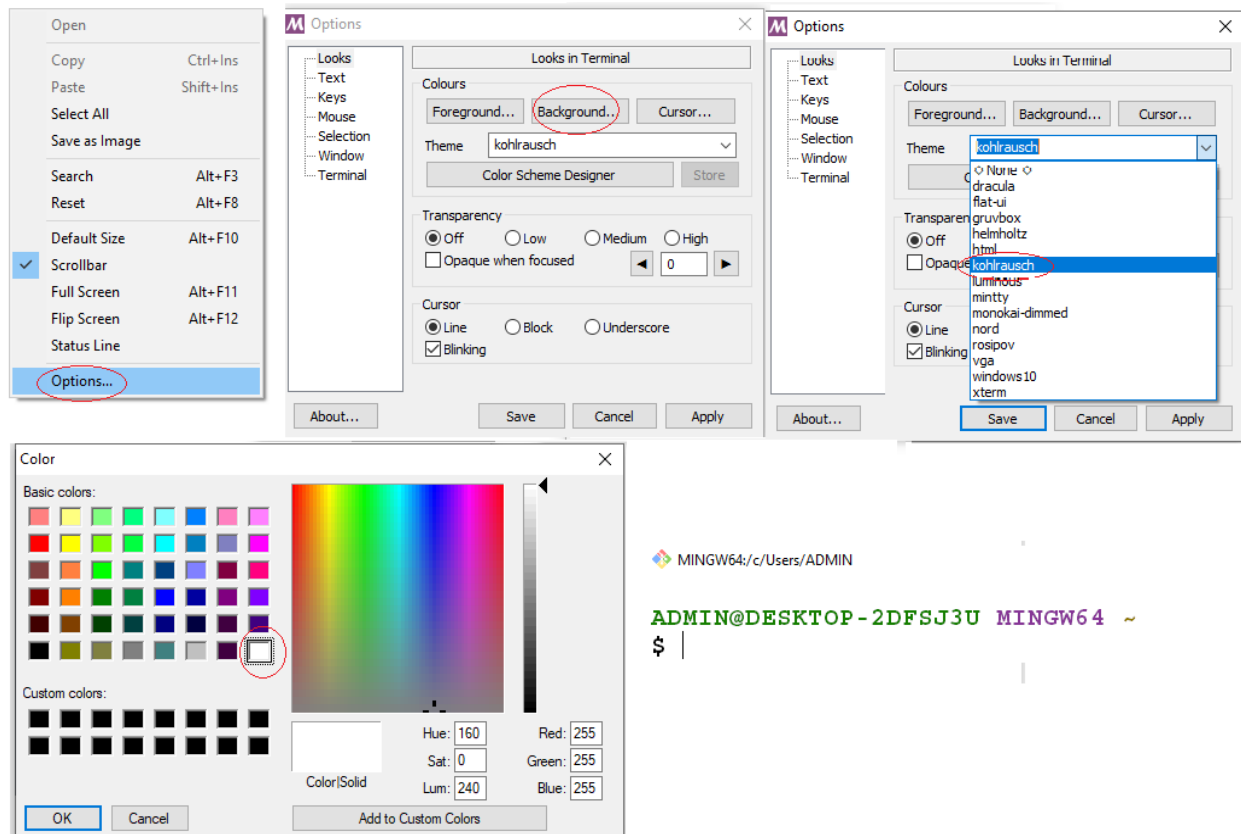 Open
Copy Ctrl+Ins
Paste Shift+Ins
Select All
Save as Image
Search Alt+F3
Reset Alt+F8
Default Size Alt+F10
Scrollbar
Full Screen Alt+F11
Flip Screen Alt+F12
Status Line
Options...
M Options
Looks
Text
Keys
Mouse
Selection
Window
Terminal
Looks in Terminal
Colours
Foreground... Background... Cursor...
Theme kohlrausch
Color Scheme Designer Store
Transparency
Off Low Medium High
Opaque when focused 0
Cursor
Line Block Underscore
Blinking
About... Save Cancel Apply
M Options
Looks
Text
Keys
Mouse
Selection
Window
Terminal
Looks in Terminal
Colours
Foreground... Background... Cursor...
Theme kohlrausch
C
◇ None ◇
dracula
flat-ui
Transparen gruvbox
helmholtz
Off html
Opaque kohlrausch
luminous
mintty
Cursor monokai-dimmed
Line nord
rosipov
Blinking vga
windows10
xterm
About... Save Cancel Apply
Color
Basic colors:
Custom colors:
Hue: 160 Red: 255
Sat: 0 Green: 255
Color|Solid Lum: 240 Blue: 255
OK Cancel Add to Custom Colors
MINGW64:/c/Users/ADMIN
ADMIN@DESKTOP-2DFSJ3U MINGW64 ~
$